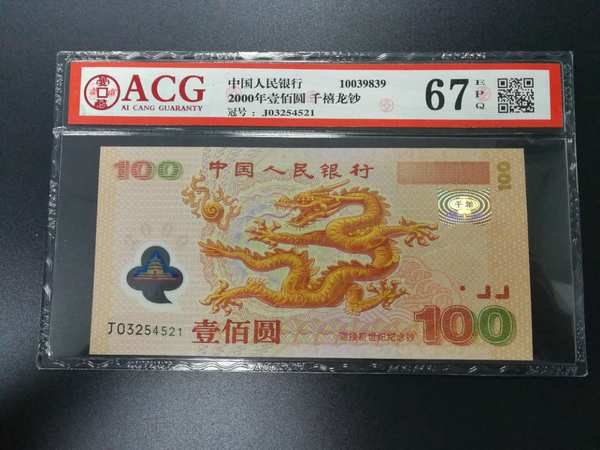 ACG
AI CANG GUARANTY
中国人民银行 10039839
2000年壹佰圆 千禧龙钞
冠号 : J03254521
67 EPQ
100 中国人民银行
100
千年
J03254521
壹佰圆
迎接新世纪纪念钞
100